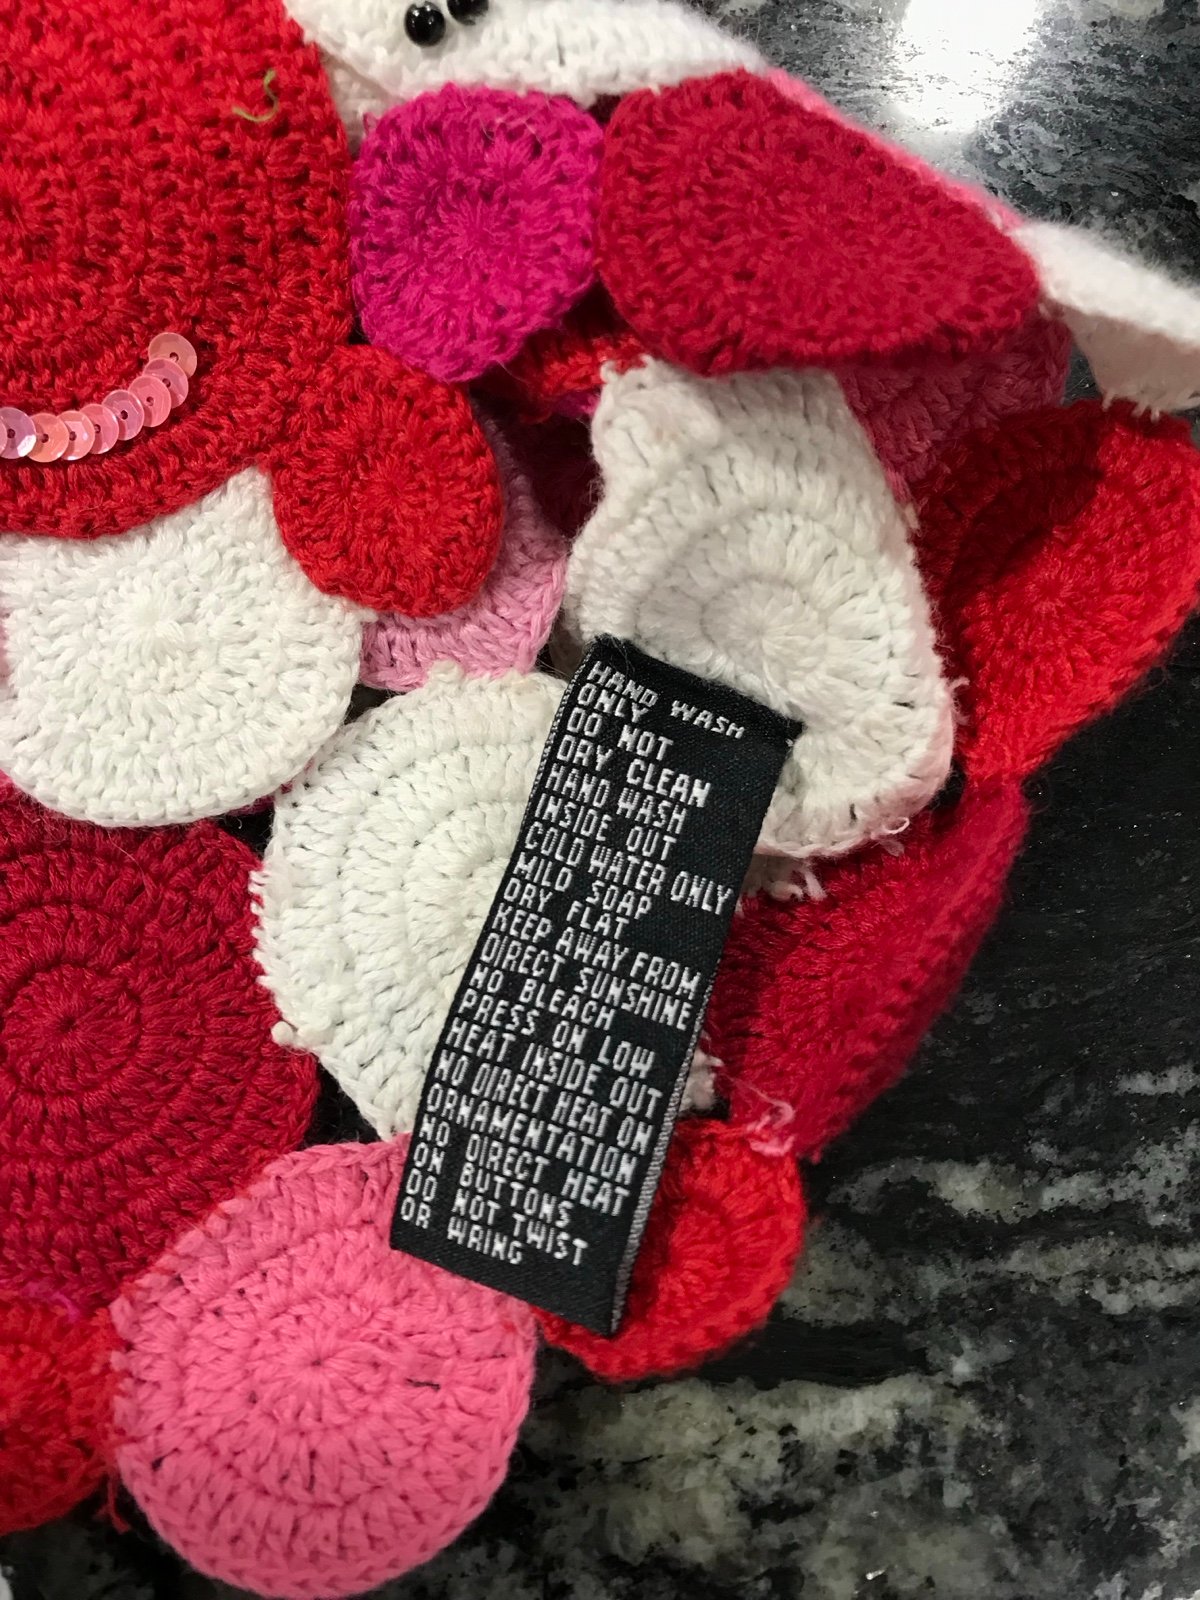 HAND WASH
ONLY
DO NOT
DRY CLEAN
HAND WASH
INSIDE OUT
COLD WATER ONLY
MILD SOAP
DRY FLAT
KEEP AWAY FROM
DIRECT SUNSHINE
NO BLEACH
PRESS ON LOW
HEAT INSIDE OUT
NO DIRECT HEAT ON
ORNAMENTATION
NO DIRECT HEAT
ON BUTTONS
DO NOT TWIST
OR WRING